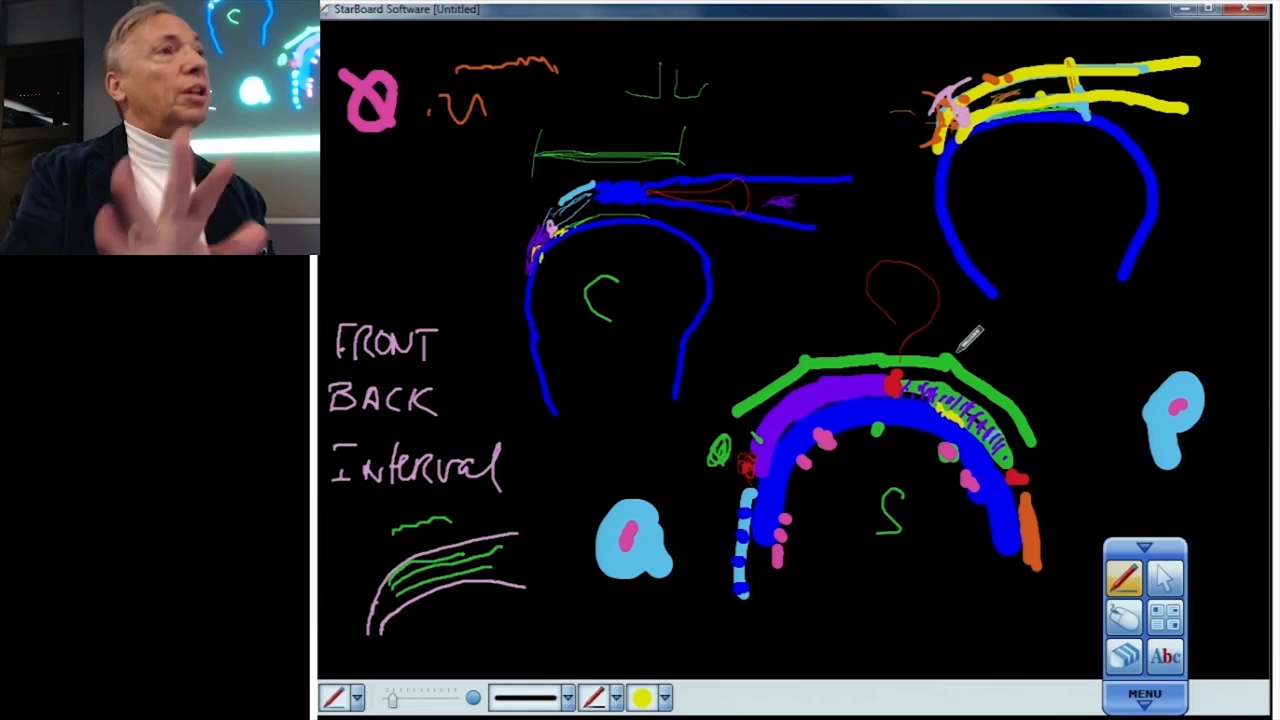 StarBoard Software [Untitled]
C
C
FRONT
BACK
INTERVAL
S
Abc
MENU